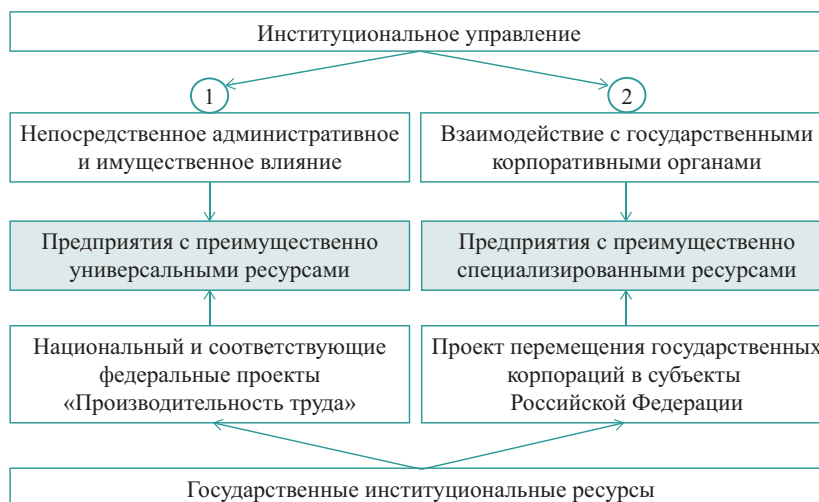 Институциональное управление
1
2
Непосредственное административное
и имущественное влияние
Взаимодействие с государственными
корпоративными органами
Предприятия с преимущественно
универсальными ресурсами
Предприятия с преимущественно
специализированными ресурсами
Национальный и соответствующие
федеральные проекты
«Производительность труда»
Проект перемещения государственных
корпораций в субъекты
Российской Федерации
Государственные институциональные ресурсы